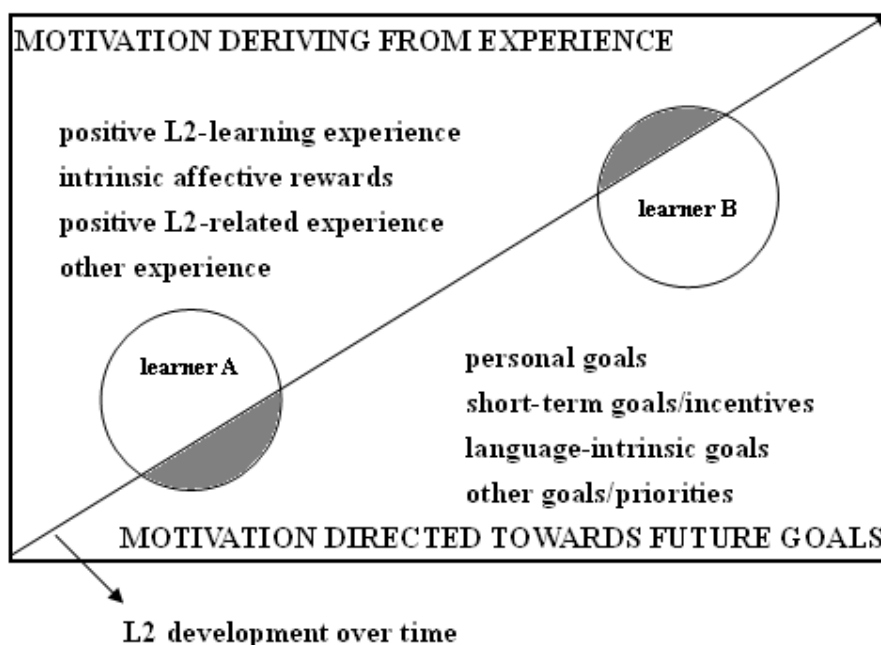 MOTIVATION DERIVING FROM EXPERIENCE
positive L2-learning experience
intrinsic affective rewards
positive L2-related experience
other experience
learner B
learner A
personal goals
short-term goals/incentives
language-intrinsic goals
other goals/priorities
MOTIVATION DIRECTED TOWARDS FUTURE GOALS
L2 development over time